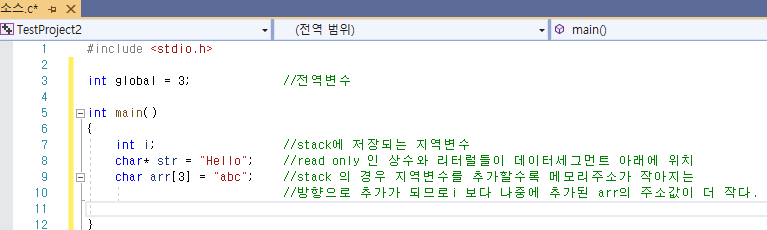 소스.c*
TestProject2 (전역 범위) main()
1 #include <stdio.h>
2
3 int global = 3; //전역변수
4
5 int main()
6 {
7 int i; //stack에 저장되는 지역변수
8 char* str = "Hello"; //read only 인 상수와 리터럴들이 데이터세그먼트 아래에 위치
9 char arr[3] = "abc"; //stack 의 경우 지역변수를 추가할수록 메모리주소가 작아지는
10 //방향으로 추가가 되므로i 보다 나중에 추가된 arr의 주소값이 더 작다.
11
12 }